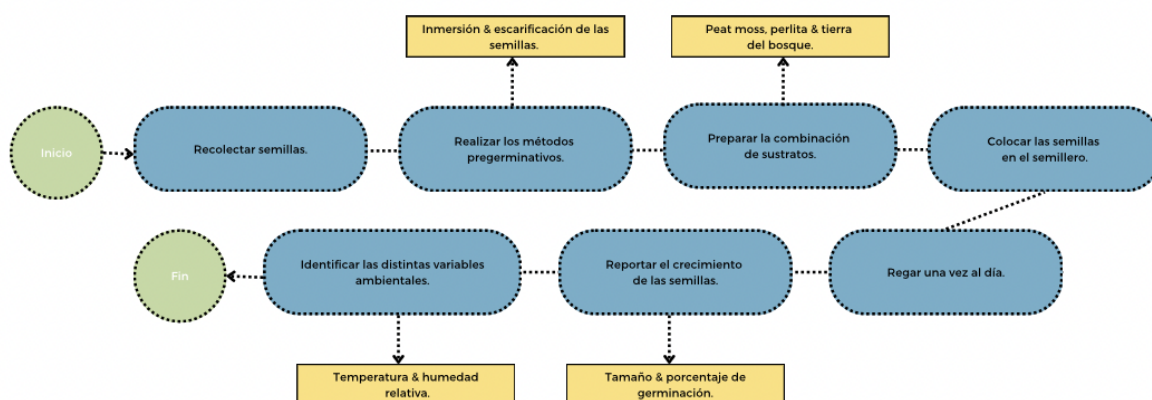 Inmersión & escarificación de las
semillas.
Peat moss, perlita & tierra
del bosque.
Inicio
Recolectar semillas.
Realizar los métodos
pregerminativos.
Preparar la combinación
de sustratos.
Colocar las semillas
en el semillero.
Fin
Identificar las distintas variables
ambientales.
Reportar el crecimiento
de las semillas.
Regar una vez al día.
Temperatura & humedad
relativa.
Tamaño & porcentaje de
germinación.